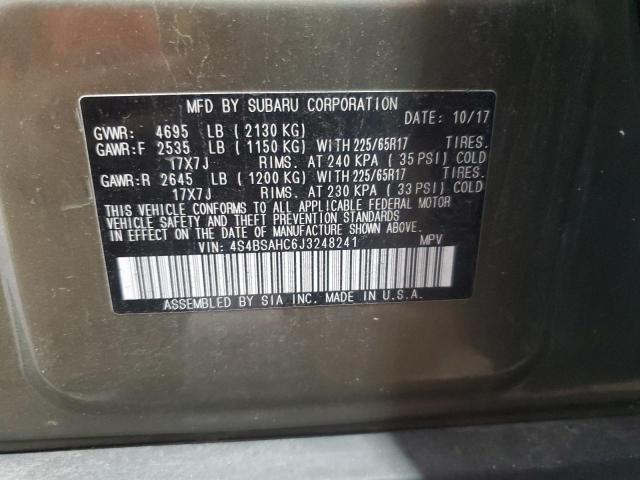 MFD BY SUBARU CORPORATION
DATE: 10/17
GVWR: 4695 LB ( 2130 KG)
GAWR:F 2535 LB ( 1150 KG) WITH 225/65R17 TIRES.
17X7J RIMS. AT 240 KPA ( 35 PSI) COLD
GAWR:R 2645 LB ( 1200 KG) WITH 225/65R17 TIRES.
17X7J RIMS. AT 230 KPA ( 33 PSI) COLD
THIS VEHICLE CONFORMS TO ALL APPLICABLE FEDERAL MOTOR
VEHICLE SAFETY AND THEFT PREVENTION STANDARDS
IN EFFECT ON THE DATE OF MANUFACTURE SHOWN ABOVE.
VIN: 4S4BSAHC6J3248241 MPV
ASSEMBLED BY SIA INC. MADE IN U.S.A.